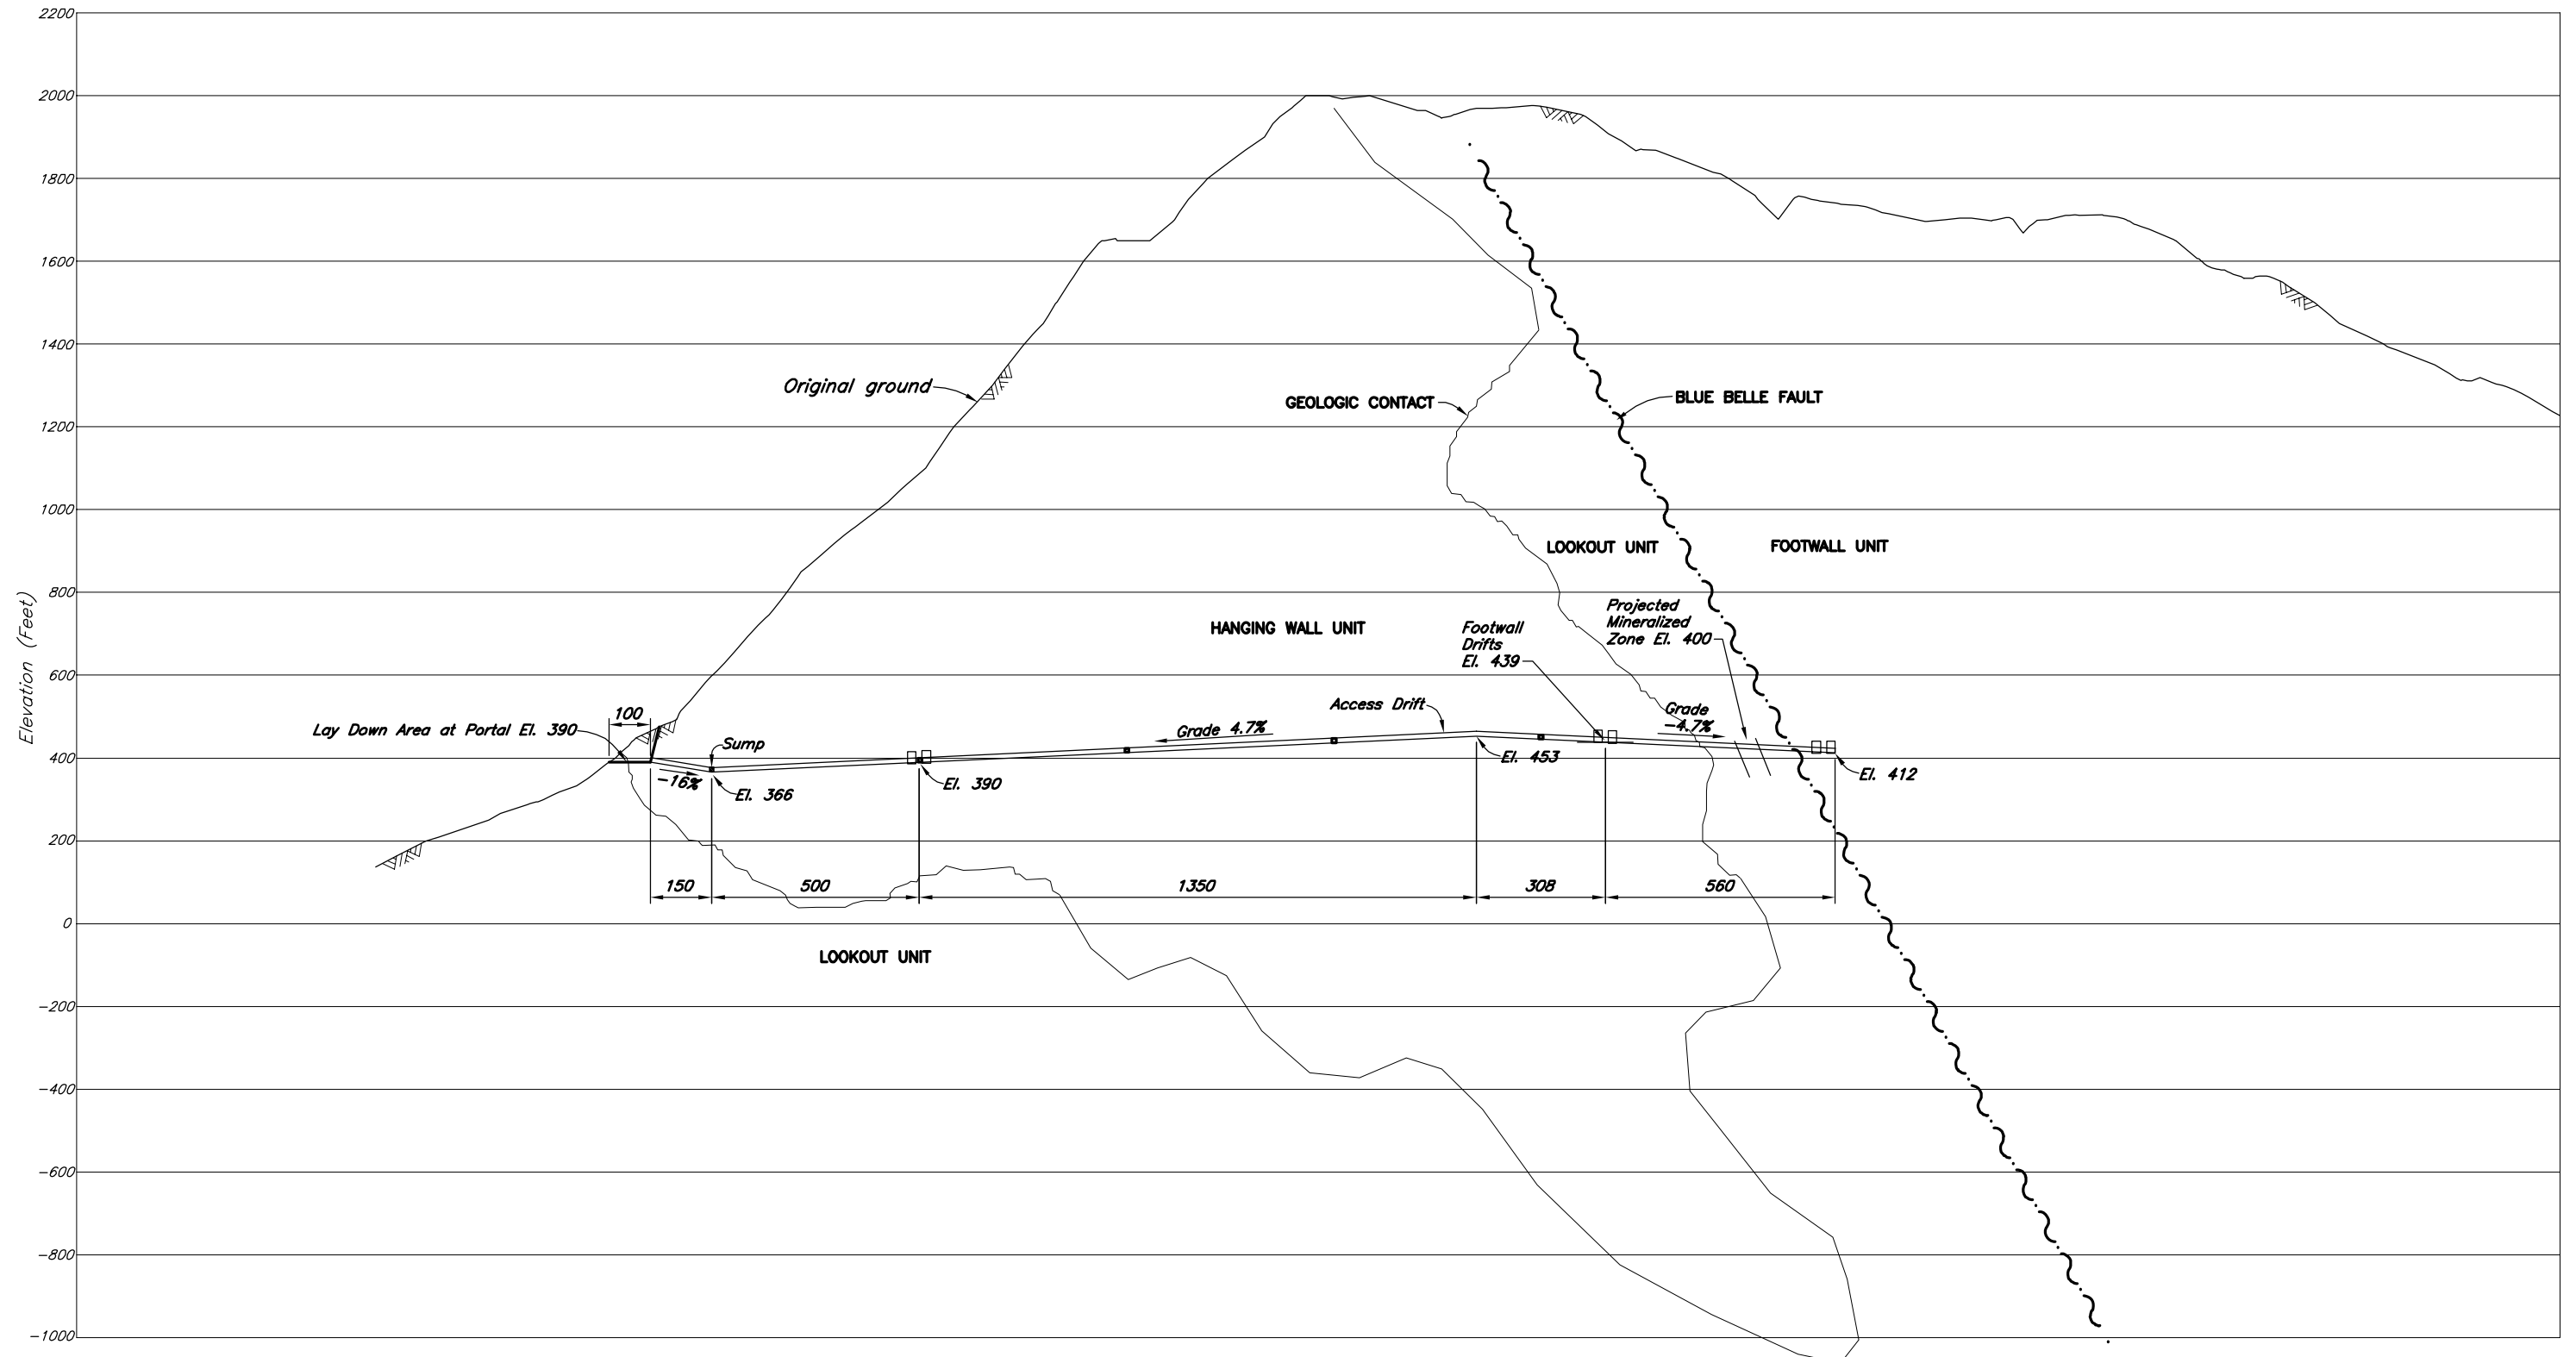 2200
2000
1800
1600
1400
1200
1000
800
600
400
200
0
-200
-400
-600
-800
-1000
Elevation (Feet)
Original ground
GEOLOGIC CONTACT
BLUE BELLE FAULT
LOOKOUT UNIT
FOOTWALL UNIT
HANGING WALL UNIT
Footwall
Drifts
El. 439
Projected
Mineralized
Zone El. 400
Access Drift
Grade
-4.7%
100
Lay Down Area at Portal El. 390
Grade 4.7%
Sump
-16%
El. 366
El. 390
El. 453
El. 412
150
500
1350
308
560
LOOKOUT UNIT